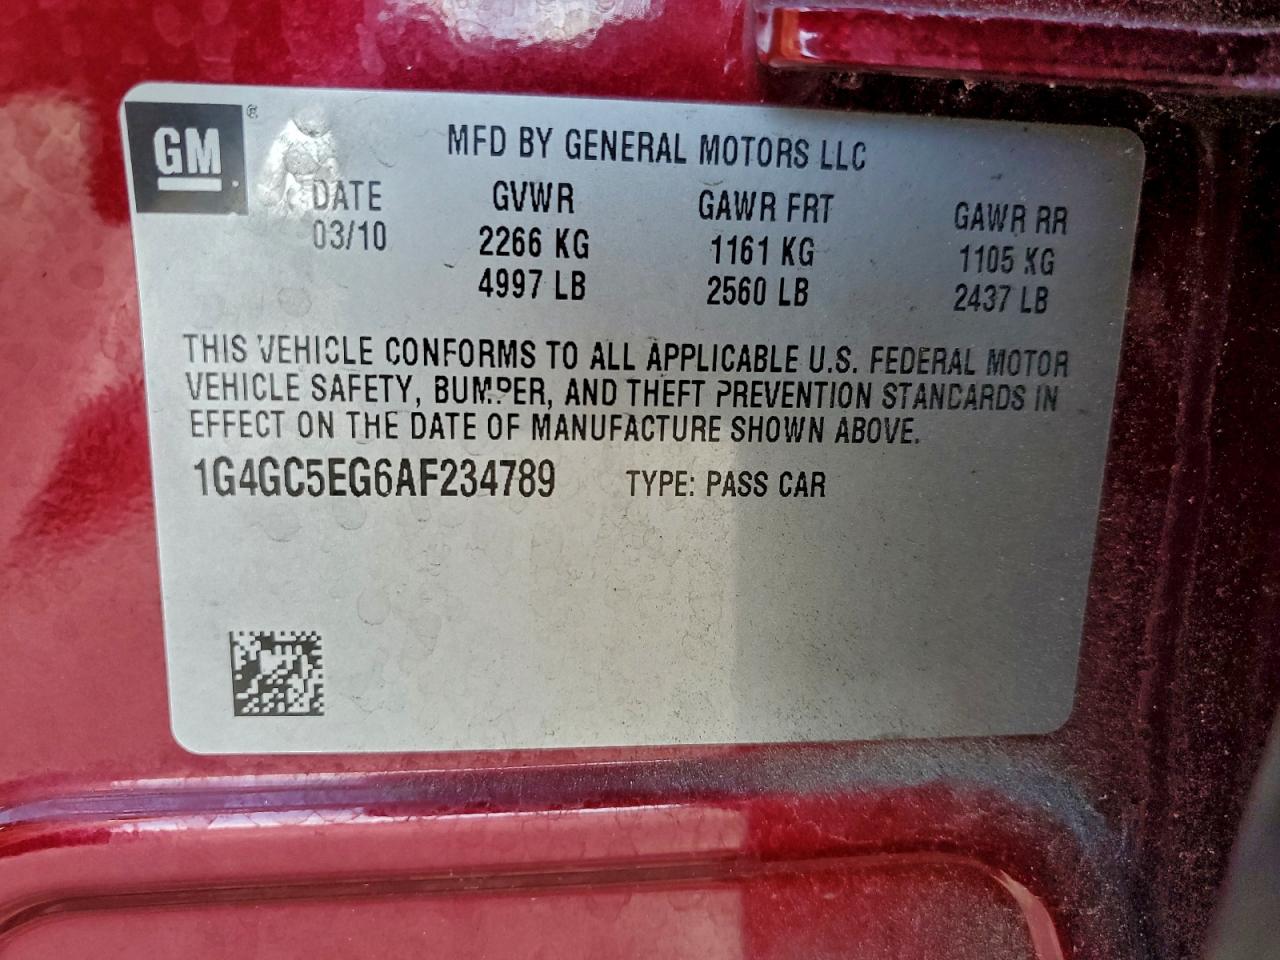 GM ®
MFD BY GENERAL MOTORS LLC
DATE GVWR GAWR FRT GAWR RR
03/10 2266 KG 1161 KG 1105 KG
4997 LB 2560 LB 2437 LB
THIS VEHICLE CONFORMS TO ALL APPLICABLE U.S. FEDERAL MOTOR
VEHICLE SAFETY, BUMPER, AND THEFT PREVENTION STANDARDS IN
EFFECT ON THE DATE OF MANUFACTURE SHOWN ABOVE.
1G4GC5EG6AF234789 TYPE: PASS CAR